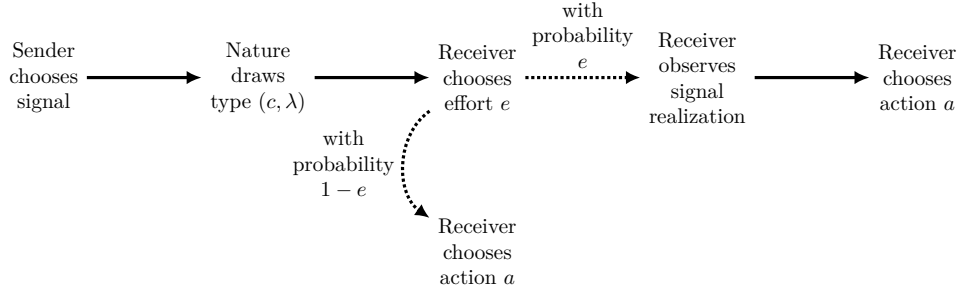 Sender
chooses
signal
Nature
draws
type (c, λ)
Receiver
chooses
effort e
with
probability
e
Receiver
observes
signal
realization
Receiver
chooses
action a
with
probability
1 − e
Receiver
chooses
action a